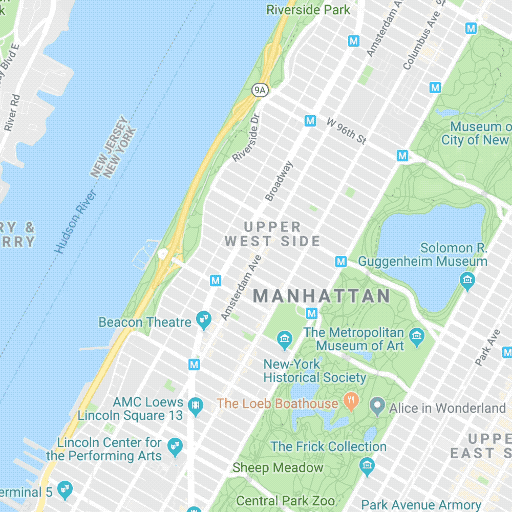 Riverside Park
Amsterdam Av
Columbus Ave
Blvd E
River Rd
9A
NEW JERSEY
NEW YORK
Riverside Dr
W 96th St
Museum o
City of New
Broadway
Hudson River
RY &
RRY
UPPER
WEST SIDE
Solomon R.
Guggenheim Museum
Amsterdam Ave
MANHATTAN
Beacon Theatre
The Metropolitan
Museum of Art
Park Ave
New-York
Historical Society
AMC Loews
Lincoln Square 13
The Loeb Boathouse
Alice in Wonderland
Lincoln Center for
the Performing Arts
The Frick Collection
UPPE
EAST S
Sheep Meadow
erminal 5
Central Park Zoo
Park Avenue Armory
M
M
M
M
M
M
M
M
M